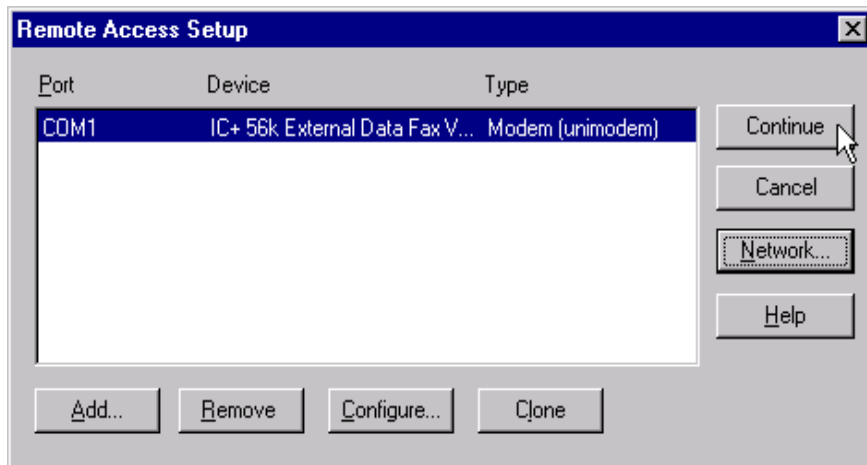 Remote Access Setup
Port Device Type
COM1 IC+ 56k External Data Fax V... Modem (unimodem)
Continue
Cancel
Network...
Help
Add... Remove Configure... Clone